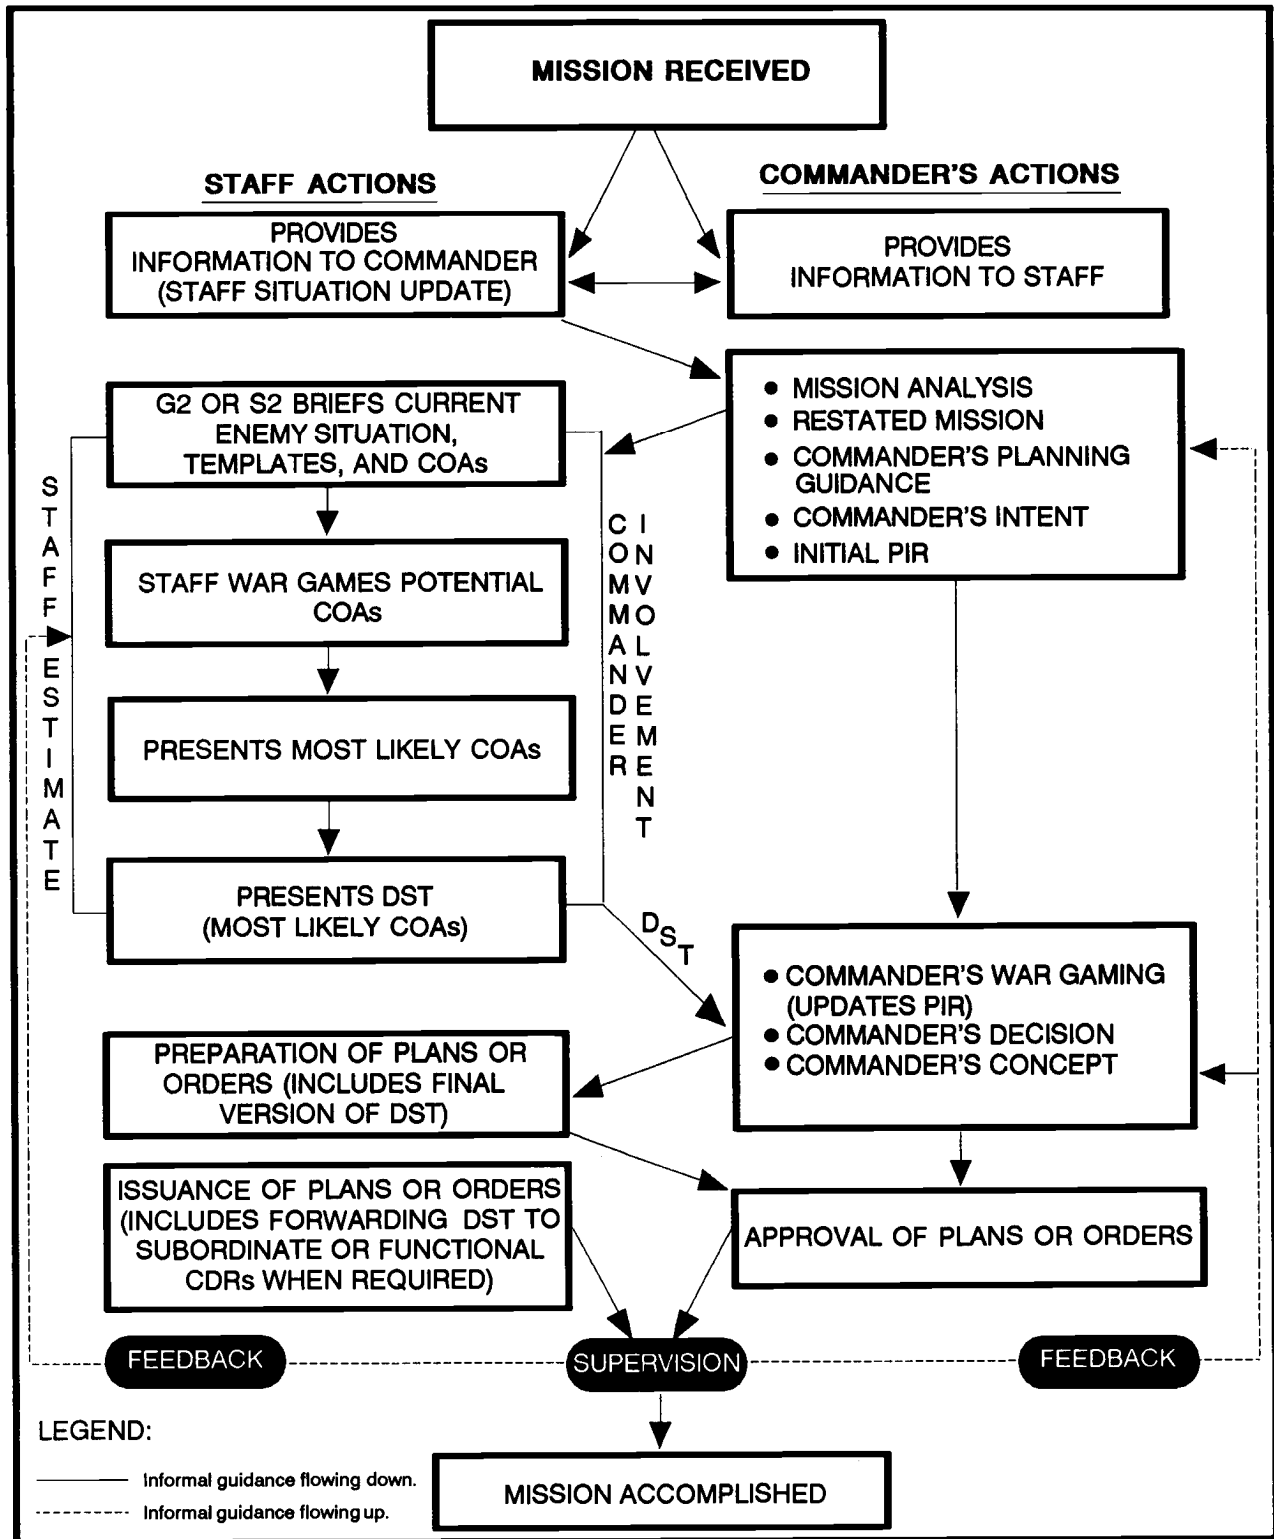 MISSION RECEIVED
STAFF ACTIONS
COMMANDER'S ACTIONS
PROVIDES
INFORMATION TO COMMANDER
(STAFF SITUATION UPDATE)
PROVIDES
INFORMATION TO STAFF
● MISSION ANALYSIS
● RESTATED MISSION
● COMMANDER'S PLANNING
GUIDANCE
● COMMANDER'S INTENT
● INITIAL PIR
G2 OR S2 BRIEFS CURRENT
ENEMY SITUATION,
TEMPLATES, AND COAs
STAFF ESTIMATE
COMMANDER
INVOLVEMENT
STAFF WAR GAMES POTENTIAL
COAs
PRESENTS MOST LIKELY COAs
PRESENTS DST
(MOST LIKELY COAs)
DST
● COMMANDER'S WAR GAMING
(UPDATES PIR)
● COMMANDER'S DECISION
● COMMANDER'S CONCEPT
PREPARATION OF PLANS OR
ORDERS (INCLUDES FINAL
VERSION OF DST)
ISSUANCE OF PLANS OR ORDERS
(INCLUDES FORWARDING DST TO
SUBORDINATE OR FUNCTIONAL
CDRs WHEN REQUIRED)
APPROVAL OF PLANS OR ORDERS
FEEDBACK
SUPERVISION
FEEDBACK
LEGEND:
Informal guidance flowing down.
Informal guidance flowing up.
MISSION ACCOMPLISHED